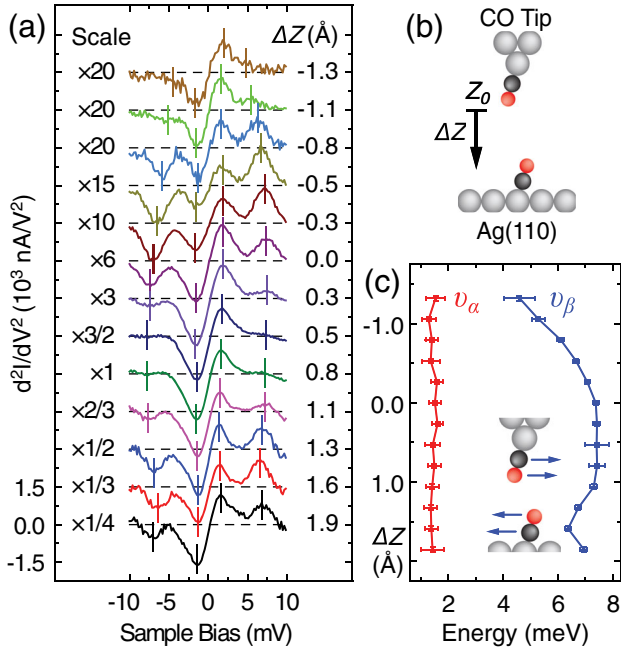 (a)
Scale
ΔZ (Å)
×20
-1.3
×20
-1.1
×20
-0.8
×15
-0.5
×10
-0.3
×6
0.0
×3
0.3
×3/2
0.5
×1
0.8
×2/3
1.1
×1/2
1.3
1.5
×1/3
1.6
0.0
×1/4
1.9
-1.5
d²I/dV² (10³ nA/V²)
-10
-5
0
5
10
Sample Bias (mV)
(b)
CO Tip
Z₀
ΔZ
Ag(110)
(c)
υα
υβ
-1.0
0.0
1.0
ΔZ
(Å)
2
4
6
8
Energy (meV)